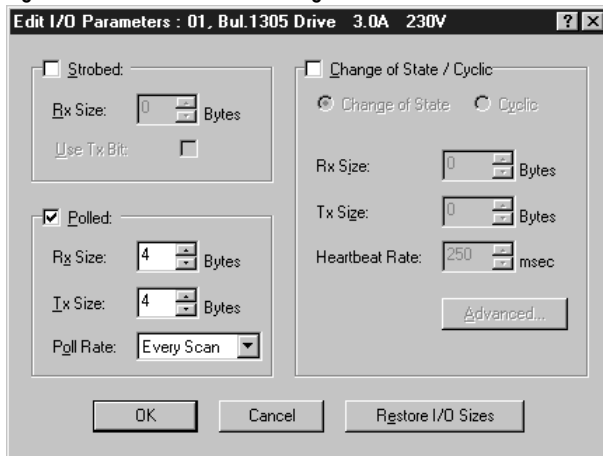 Edit I/O Parameters : 01, Bul.1305 Drive 3.0A 230V
Strobed:
Rx Size: 0 Bytes
Use Tx Bit:
Polled:
Rx Size: 4 Bytes
Tx Size: 4 Bytes
Poll Rate: Every Scan
Change of State / Cyclic
Change of State Cyclic
Rx Size: 0 Bytes
Tx Size: 0 Bytes
Heartbeat Rate: 250 msec
Advanced...
OK Cancel Restore I/O Sizes